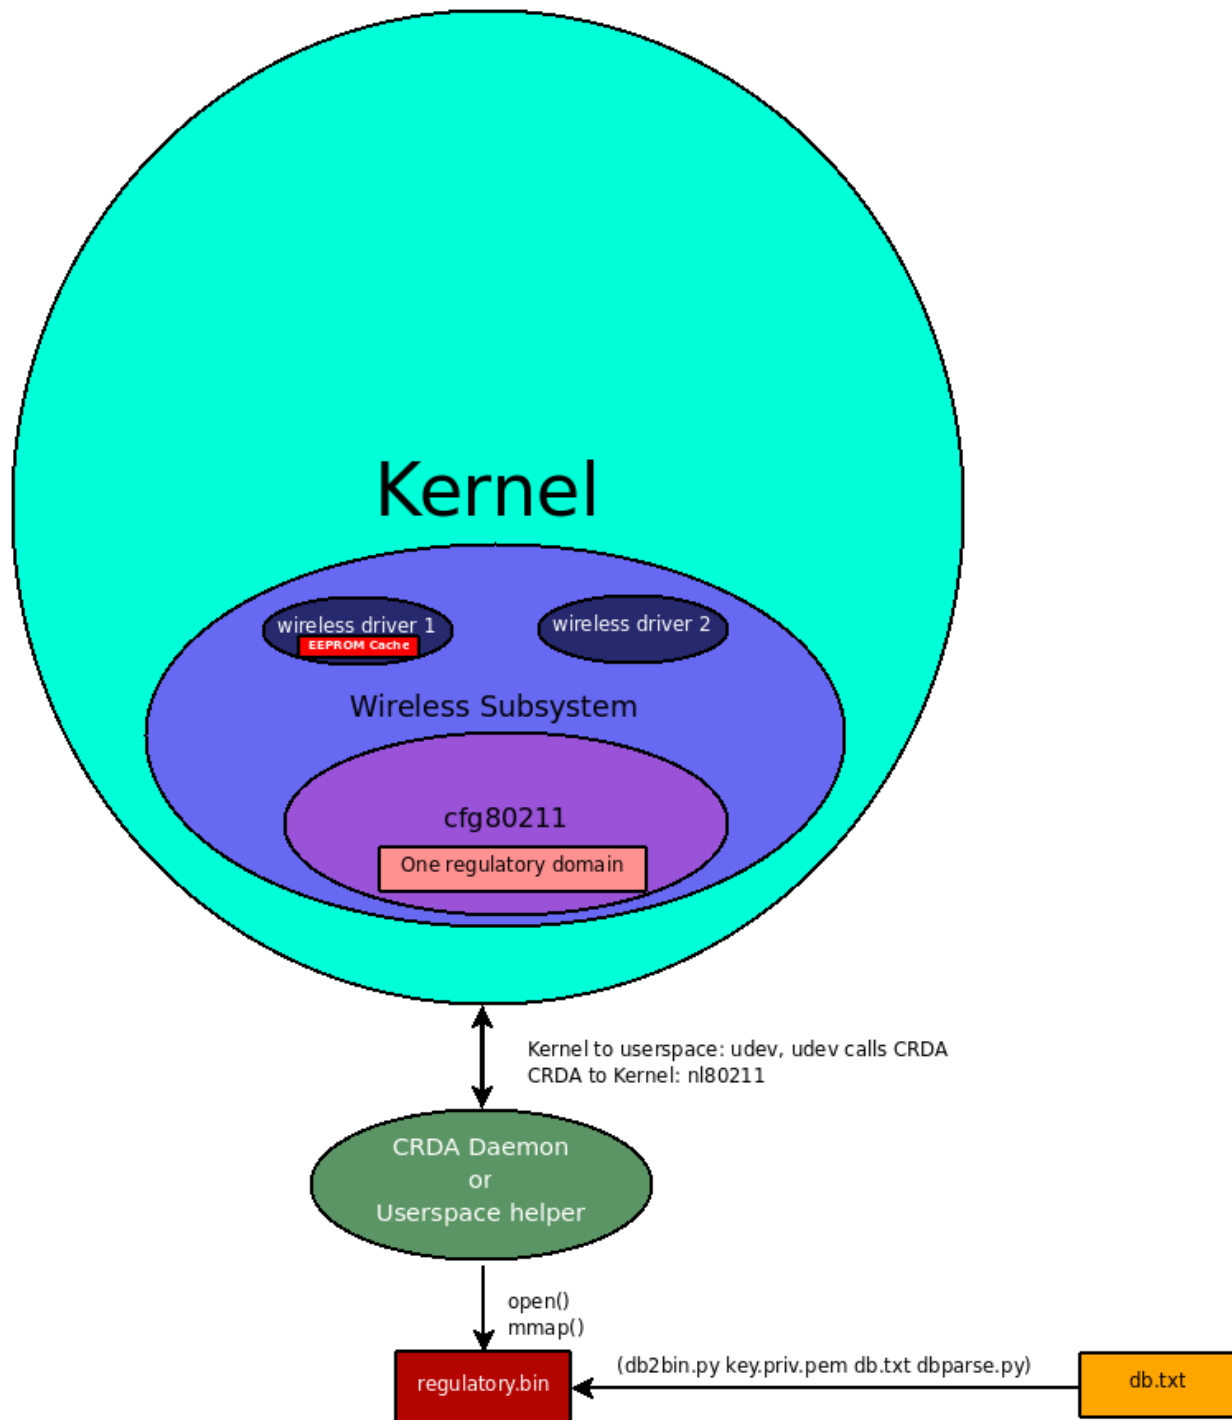 Kernel
wireless driver 1
EEPROM Cache
wireless driver 2
Wireless Subsystem
cfg80211
One regulatory domain
Kernel to userspace: udev, udev calls CRDA
CRDA to Kernel: nl80211
CRDA Daemon
or
Userspace helper
open()
mmap()
regulatory.bin
(db2bin.py key.priv.pem db.txt dbparse.py)
db.txt